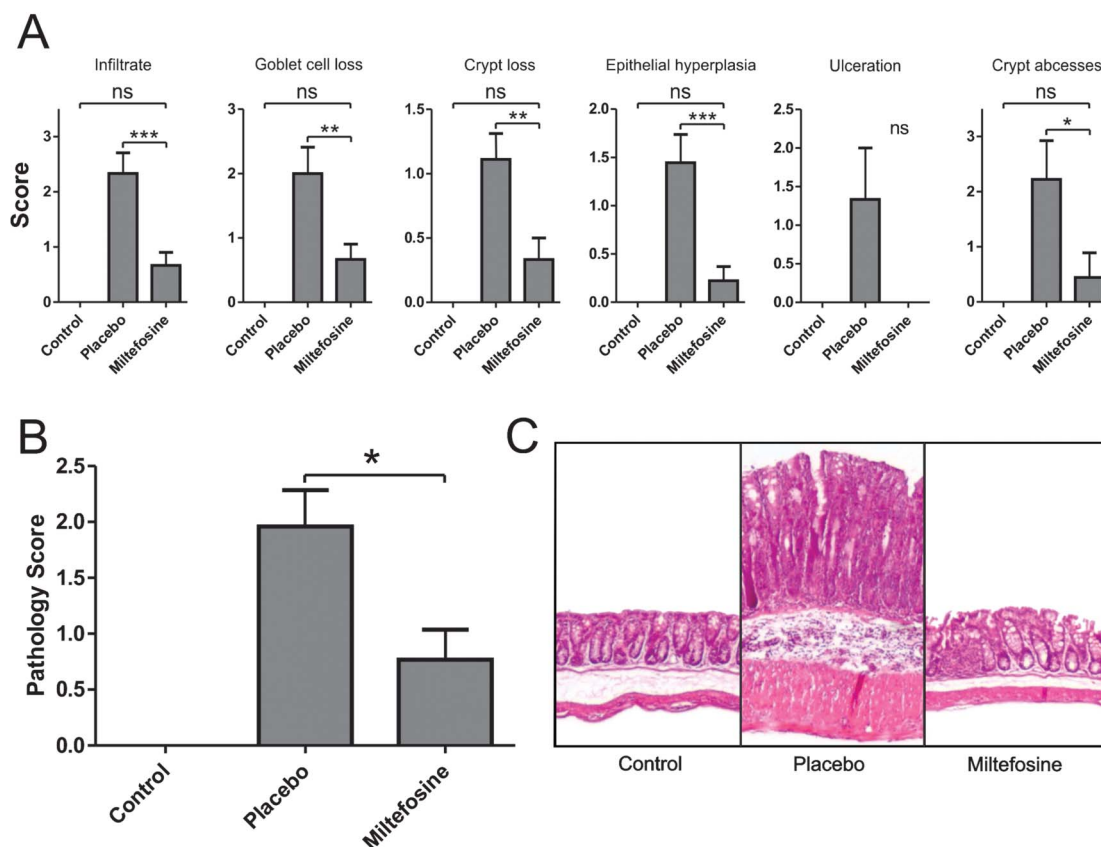 A
Infiltrate
Goblet cell loss
Crypt loss
Epithelial hyperplasia
Ulceration
Crypt abcesses
Score
ns
***
3
2
1
0
Control
Placebo
Miltefosine
ns
**
3
2
1
0
Control
Placebo
Miltefosine
ns
**
1.5
1.0
0.5
0.0
Control
Placebo
Miltefosine
ns
***
2.0
1.5
1.0
0.5
0.0
Control
Placebo
Miltefosine
ns
2.5
2.0
1.5
1.0
0.5
0.0
Control
Placebo
Miltefosine
ns
*
3
2
1
0
Control
Placebo
Miltefosine
B
Pathology Score
*
2.5
2.0
1.5
1.0
0.5
0.0
Control
Placebo
Miltefosine
C
Control
Placebo
Miltefosine